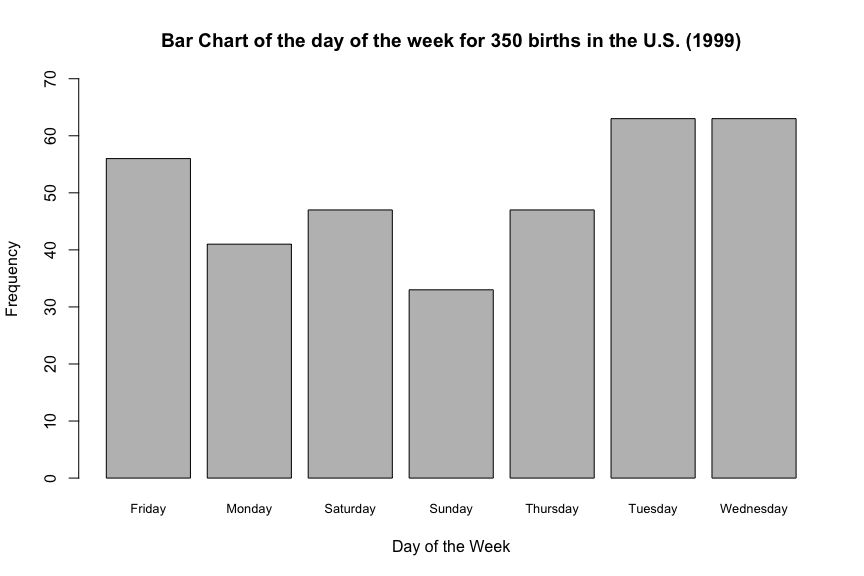 Bar Chart of the day of the week for 350 births in the U.S. (1999)
70
60
50
40
30
20
10
0
Frequency
Friday Monday Saturday Sunday Thursday Tuesday Wednesday
Day of the Week